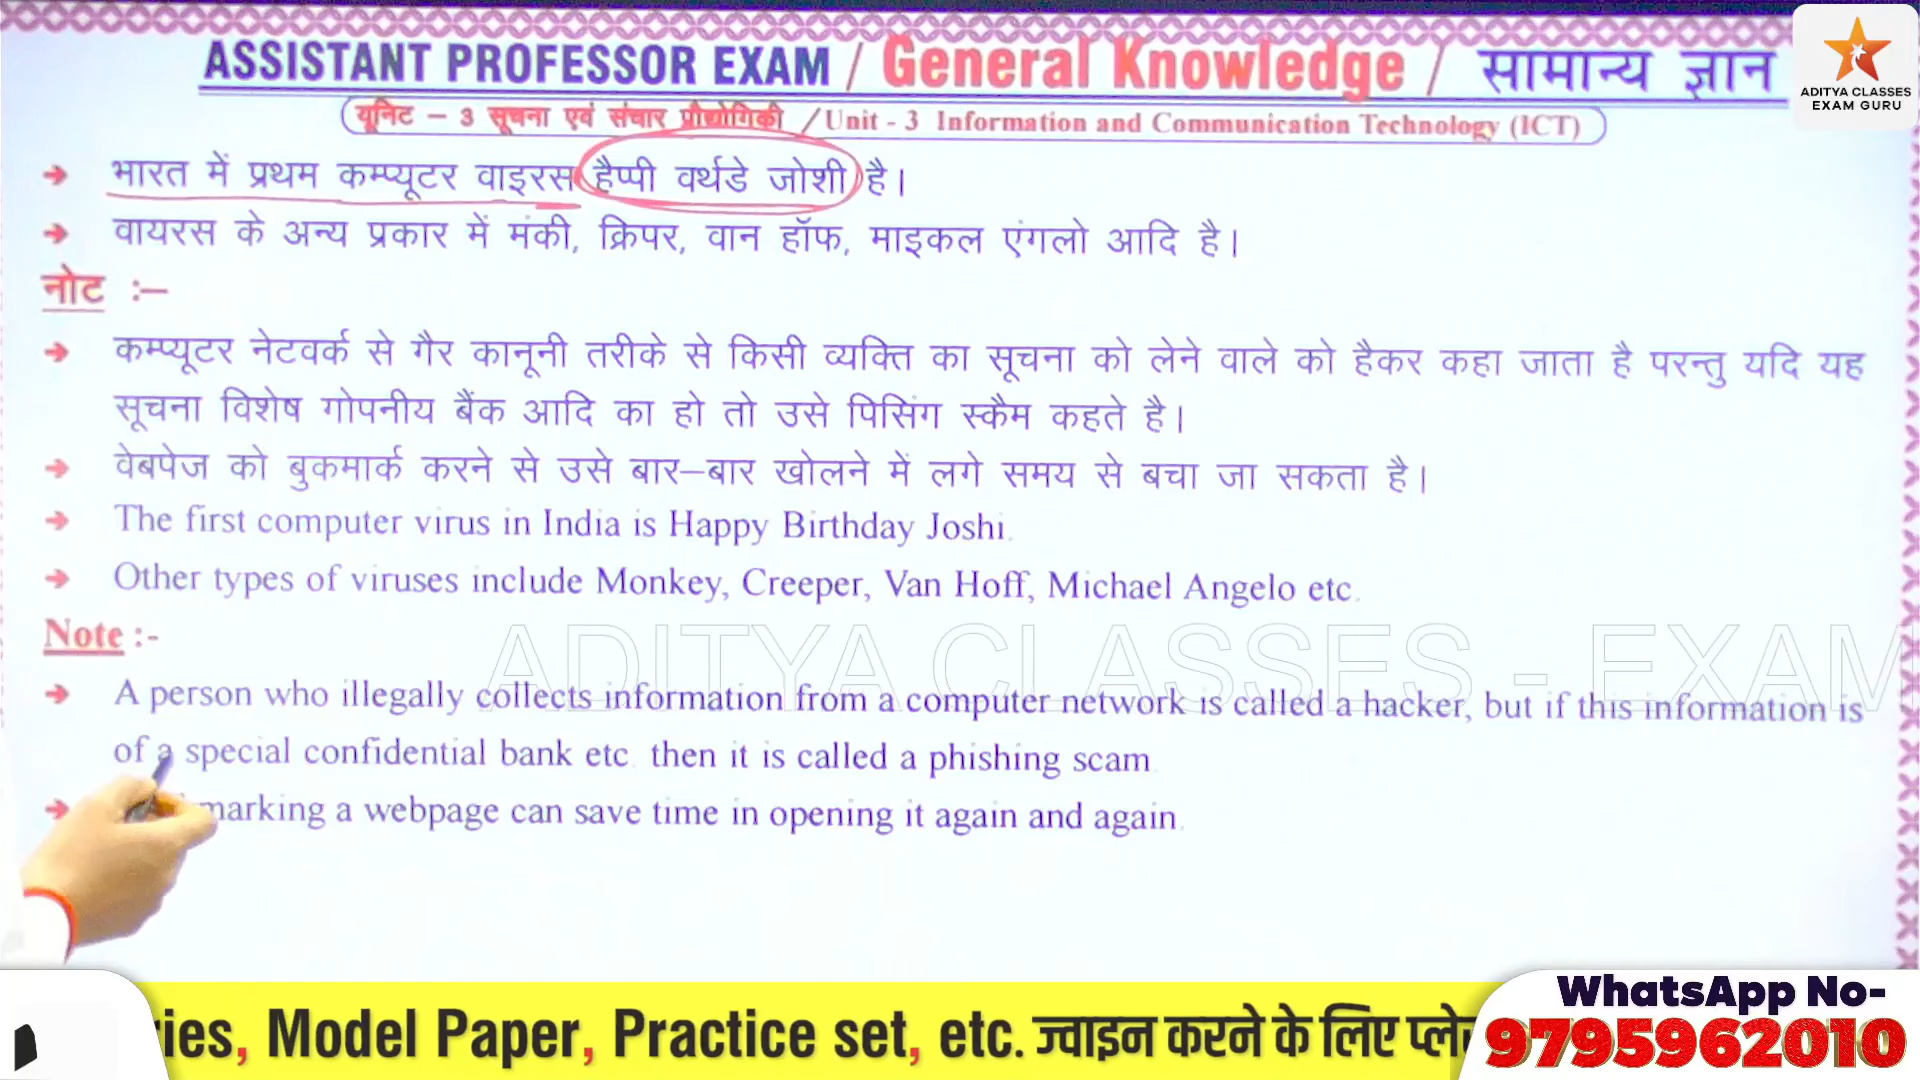 ASSISTANT PROFESSOR EXAM / General Knowledge / सामान्य ज्ञान
ADITYA CLASSES
EXAM GURU
यूनिट – 3 सूचना एवं संचार प्रौद्योगिकी / Unit - 3 Information and Communication Technology (ICT)
➔ भारत में प्रथम कम्प्यूटर वाइरस हैप्पी वर्थडे जोशी है।
➔ वायरस के अन्य प्रकार में मंकी, क्रिपर, वान हॉफ, माइकल एंगलो आदि है।
नोट :–
➔ कम्प्यूटर नेटवर्क से गैर कानूनी तरीके से किसी व्यक्ति का सूचना को लेने वाले को हैकर कहा जाता है परन्तु यदि यह
सूचना विशेष गोपनीय बैंक आदि का हो तो उसे पिसिंग स्कैम कहते है।
➔ वेबपेज को बुकमार्क करने से उसे बार–बार खोलने में लगे समय से बचा जा सकता है।
➔ The first computer virus in India is Happy Birthday Joshi.
➔ Other types of viruses include Monkey, Creeper, Van Hoff, Michael Angelo etc.
Note :-
ADITYA CLASSES - EXAM
➔ A person who illegally collects information from a computer network is called a hacker, but if this information is
of a special confidential bank etc. then it is called a phishing scam.
➔ marking a webpage can save time in opening it again and again.
ries, Model Paper, Practice set, etc. ज्वाइन करने के लिए
WhatsApp No-
9795962010